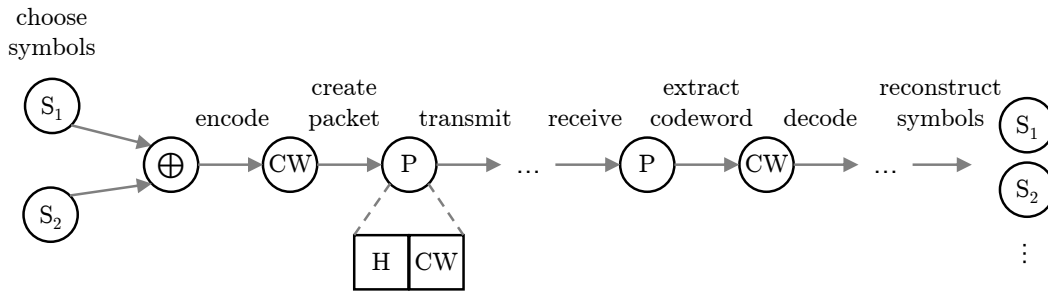 choose
symbols
S₁
S₂
⊕
encode
CW
create
packet
P
H
CW
transmit
...
receive
P
extract
codeword
CW
decode
...
reconstruct
symbols
S₁
S₂
⋮